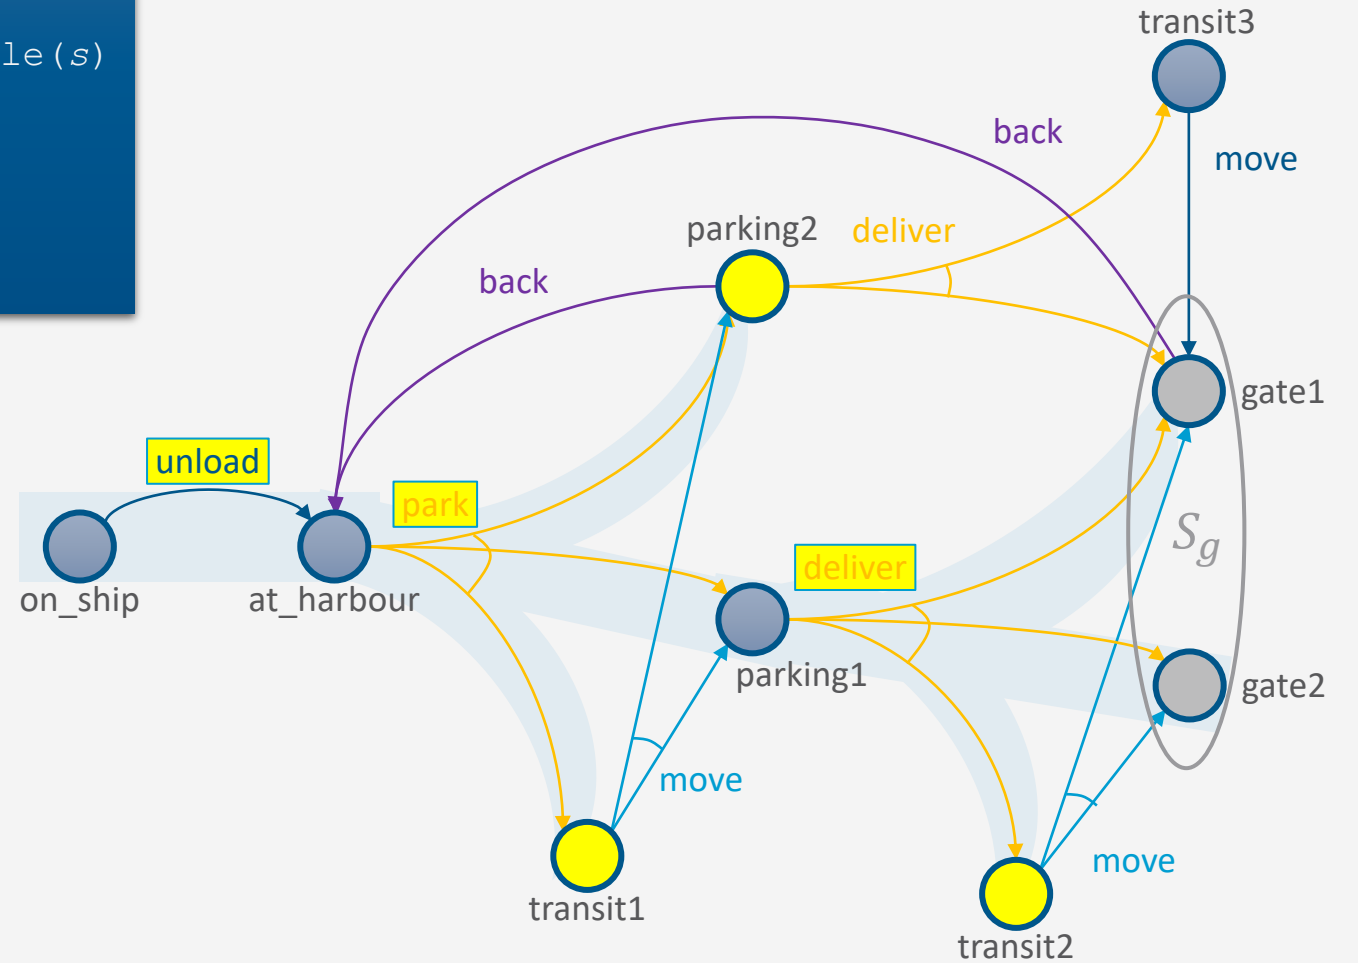 le(s)
transit3
back
move
parking2
deliver
back
gate1
unload
park
S_g
deliver
on_ship
at_harbour
parking1
gate2
move
move
transit1
transit2